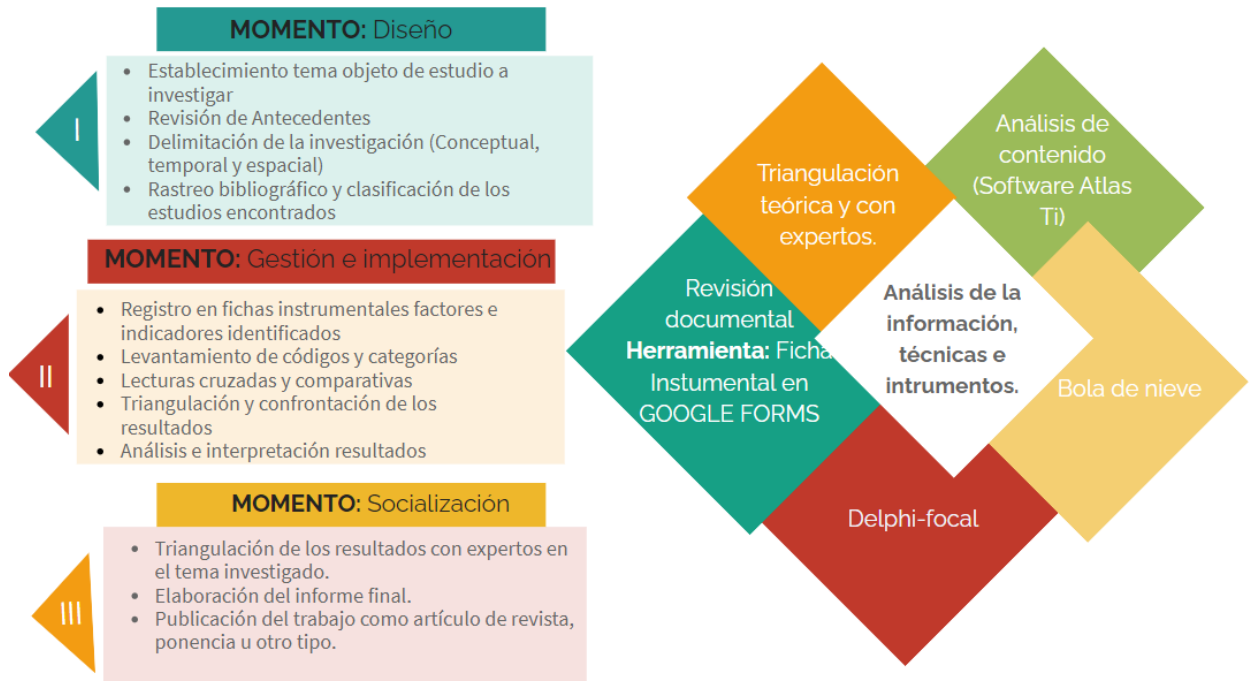 MOMENTO: Diseño
I
• Establecimiento tema objeto de estudio a
investigar
• Revisión de Antecedentes
• Delimitación de la investigación (Conceptual,
temporal y espacial)
• Rastreo bibliográfico y clasificación de los
estudios encontrados
MOMENTO: Gestión e implementación
II
• Registro en fichas instrumentales factores e
indicadores identificados
• Levantamiento de códigos y categorías
• Lecturas cruzadas y comparativas
• Triangulación y confrontación de los
resultados
• Análisis e interpretación resultados
MOMENTO: Socialización
III
• Triangulación de los resultados con expertos en
el tema investigado.
• Elaboración del informe final.
• Publicación del trabajo como artículo de revista,
ponencia u otro tipo.
Triangulación
teórica y con
expertos.
Análisis de
contenido
(Software Atlas
Ti)
Revisión
documental
Herramienta: Ficha
Instumental en
GOOGLE FORMS
Análisis de la
información,
técnicas e
intrumentos.
Bola de nieve
Delphi-focal